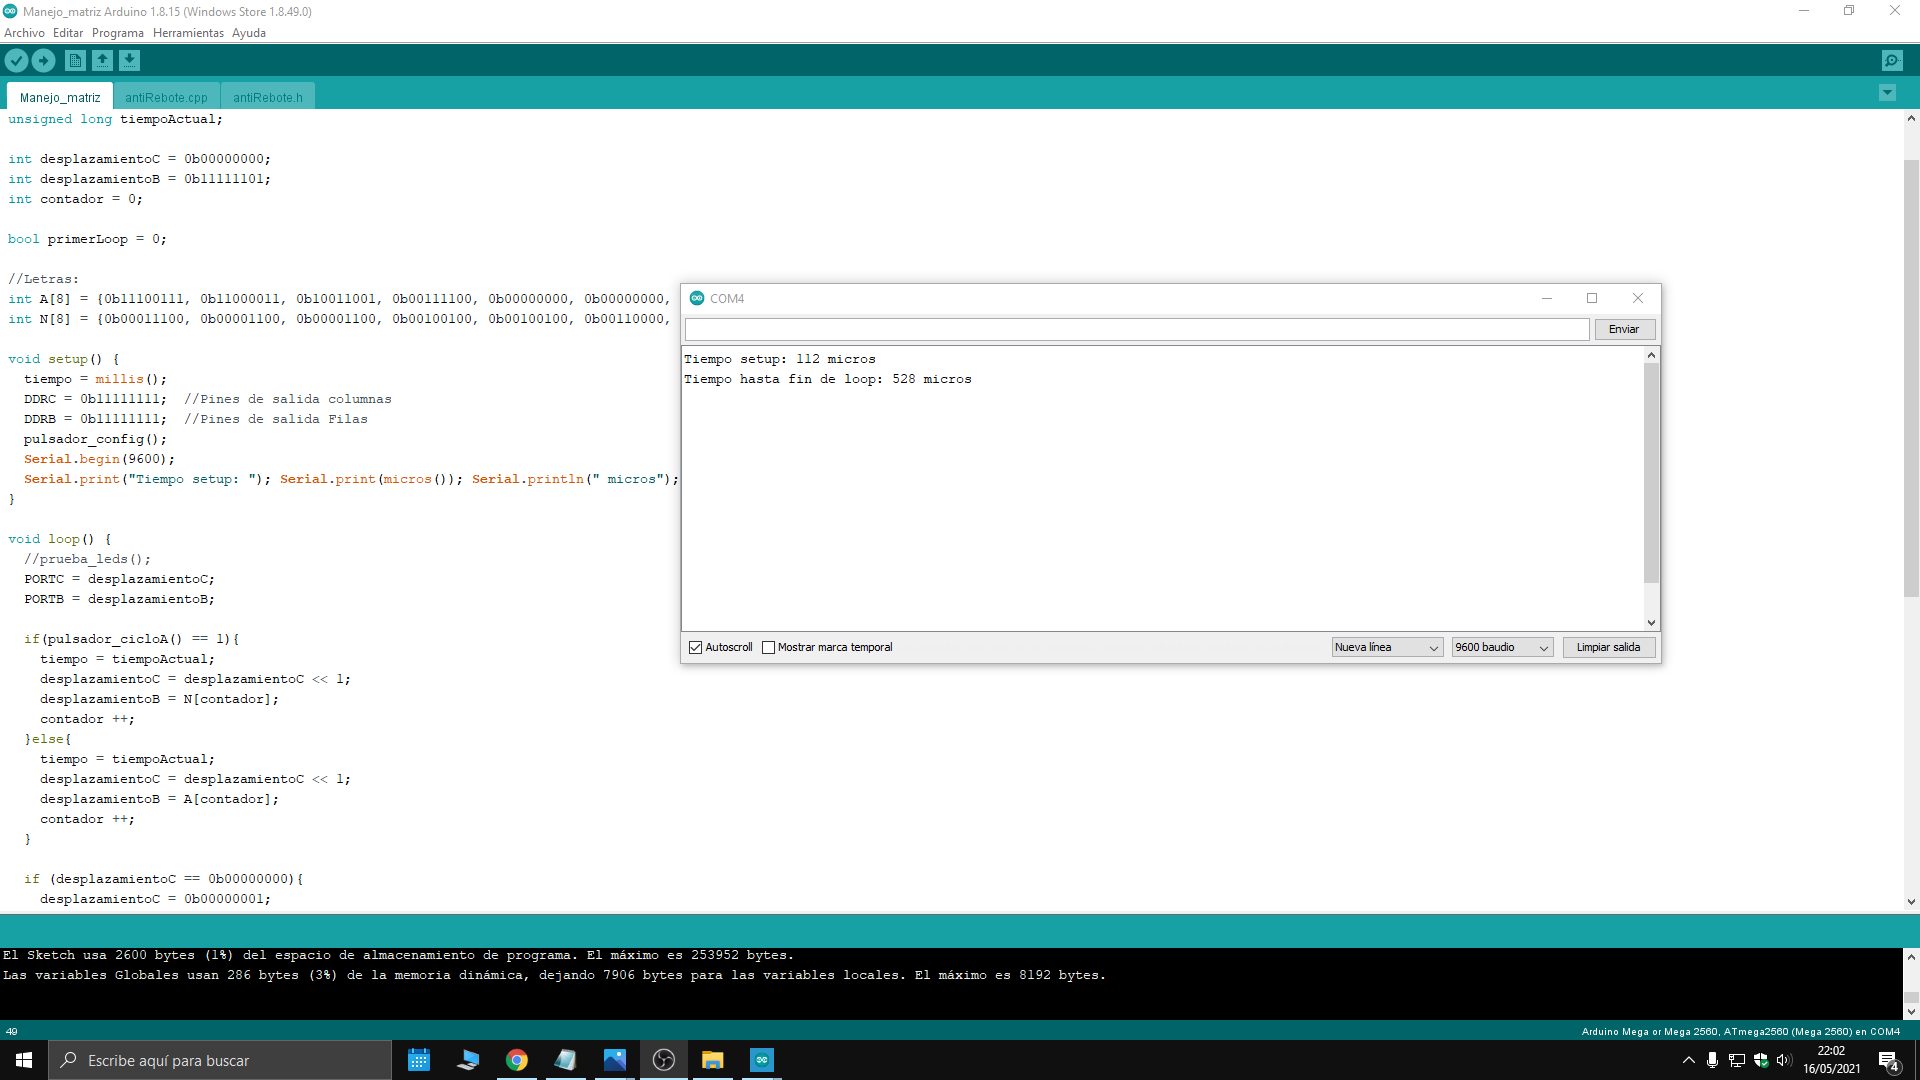 Manejo_matriz Arduino 1.8.15 (Windows Store 1.8.49.0)
Archivo Editar Programa Herramientas Ayuda
Manejo_matriz antiRebote.cpp antiRebote.h
unsigned long tiempoActual;
int desplazamientoC = 0b00000000;
int desplazamientoB = 0b11111101;
int contador = 0;
bool primerLoop = 0;
//Letras:
int A[8] = {0b11100111, 0b11000011, 0b10011001, 0b00111100, 0b00000000, 0b00000000,
int N[8] = {0b00011100, 0b00001100, 0b00001100, 0b00100100, 0b00100100, 0b00110000,
void setup() {
tiempo = millis();
DDRC = 0b11111111; //Pines de salida columnas
DDRB = 0b11111111; //Pines de salida Filas
pulsador_config();
Serial.begin(9600);
Serial.print("Tiempo setup: "); Serial.print(micros()); Serial.println(" micros");
}
void loop() {
//prueba_leds();
PORTC = desplazamientoC;
PORTB = desplazamientoB;
if(pulsador_cicloA() == 1){
tiempo = tiempoActual;
desplazamientoC = desplazamientoC << 1;
desplazamientoB = N[contador];
contador ++;
}else{
tiempo = tiempoActual;
desplazamientoC = desplazamientoC << 1;
desplazamientoB = A[contador];
contador ++;
}
if (desplazamientoC == 0b00000000){
desplazamientoC = 0b00000001;
COM4
Enviar
Tiempo setup: 112 micros
Tiempo hasta fin de loop: 528 micros
Autoscroll Mostrar marca temporal Nueva línea 9600 baudio Limpiar salida
El Sketch usa 2600 bytes (1%) del espacio de almacenamiento de programa. El máximo es 253952 bytes.
Las variables Globales usan 286 bytes (3%) de la memoria dinámica, dejando 7906 bytes para las variables locales. El máximo es 8192 bytes.
49 Arduino Mega or Mega 2560, ATmega2560 (Mega 2560) en COM4
Escribe aquí para buscar
22:02
16/05/2021
4